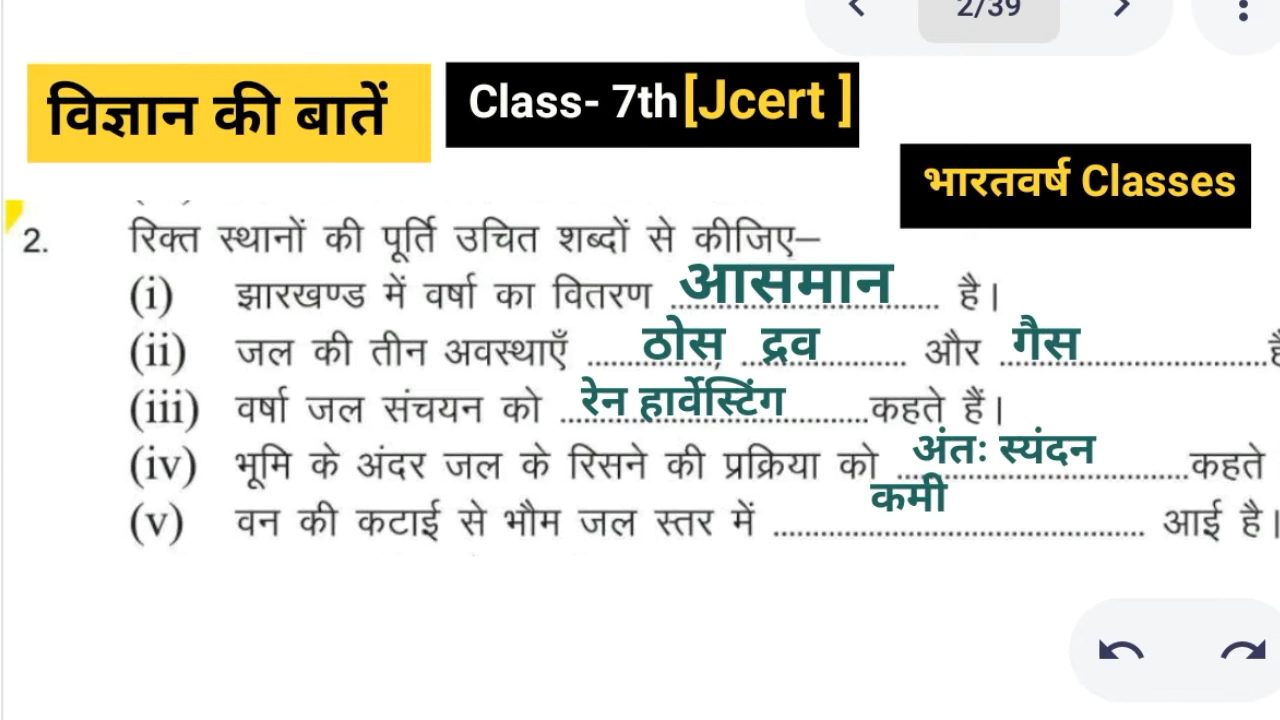 2/39
विज्ञान की बातें
Class- 7th [Jcert ]
भारतवर्ष Classes
2. रिक्त स्थानों की पूर्ति उचित शब्दों से कीजिए–
(i) झारखण्ड में वर्षा का वितरण ....आसमान.... है।
(ii) जल की तीन अवस्थाएँ ....ठोस...., ....द्रव.... और ....गैस....
(iii) वर्षा जल संचयन को ....रेन हार्वेस्टिंग....कहते हैं।
(iv) भूमि के अंदर जल के रिसने की प्रक्रिया को ....अंतः स्यंदन....कहते
(v) वन की कटाई से भौम जल स्तर में ....कमी.... आई है।